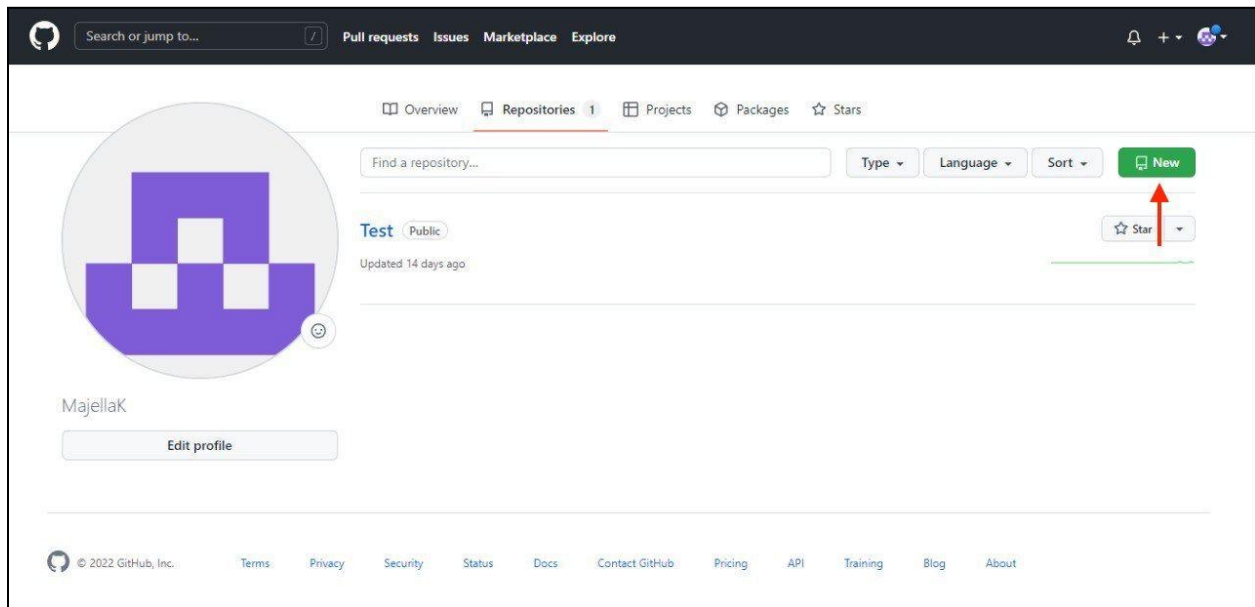 Search or jump to... / Pull requests Issues Marketplace Explore
Overview Repositories 1 Projects Packages Stars
Find a repository... Type Language Sort New
Test Public Star
Updated 14 days ago
MajellaK
Edit profile
© 2022 GitHub, Inc. Terms Privacy Security Status Docs Contact GitHub Pricing API Training Blog About